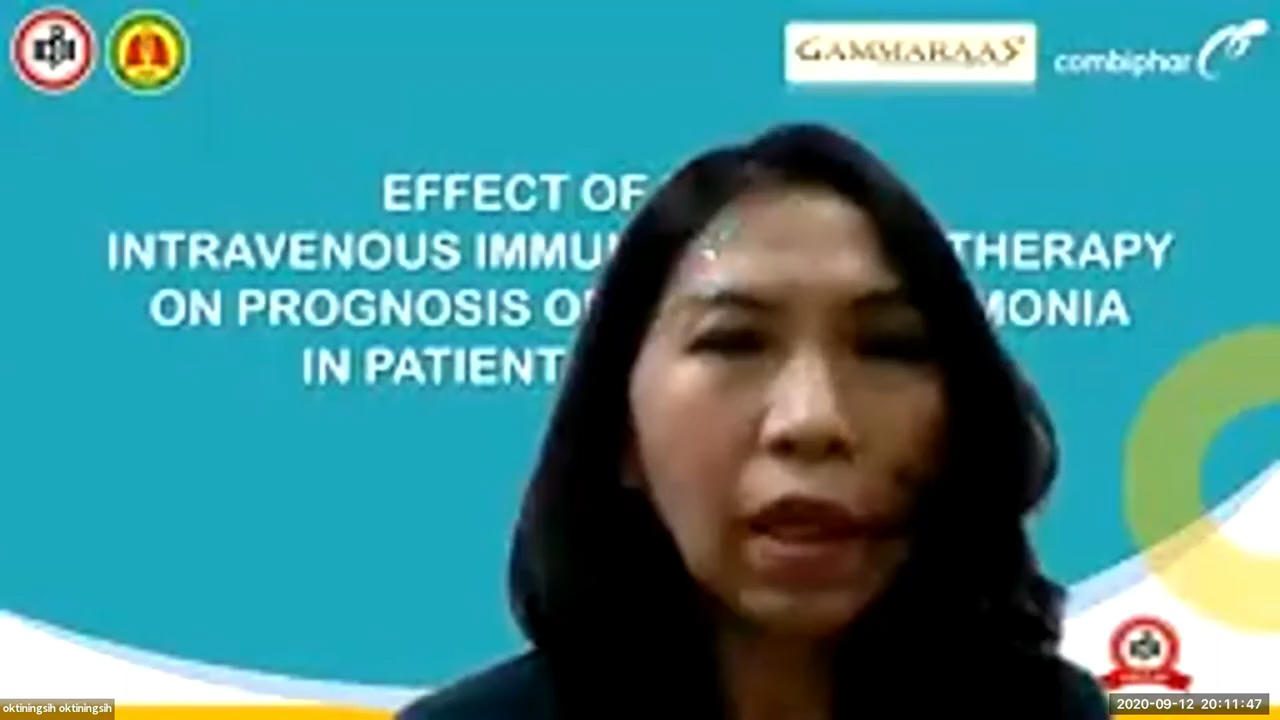 GAMMARAAS
combiphar
EFFECT OF
INTRAVENOUS IMMU THERAPY
ON PROGNOSIS O MONIA
IN PATIENT
oktiningsih oktiningsih
2020-09-12 20:11:47